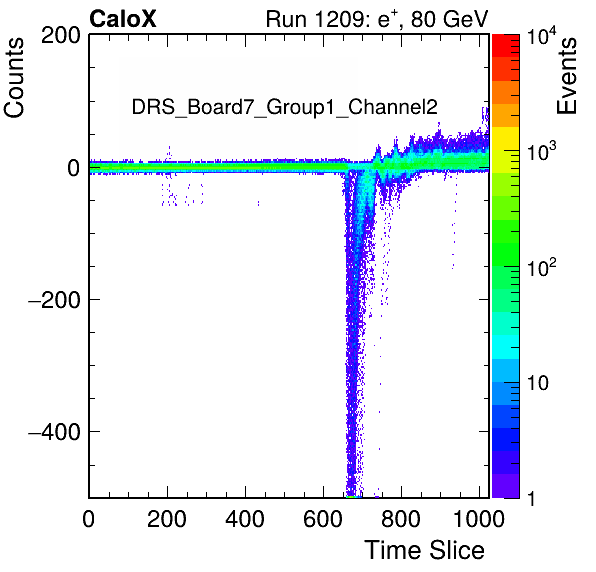 CaloX Run 1209: e+, 80 GeV
Counts
Events
DRS_Board7_Group1_Channel2
200
0
−200
−400
0 200 400 600 800 1000
Time Slice
10^4
10^3
10^2
10
1